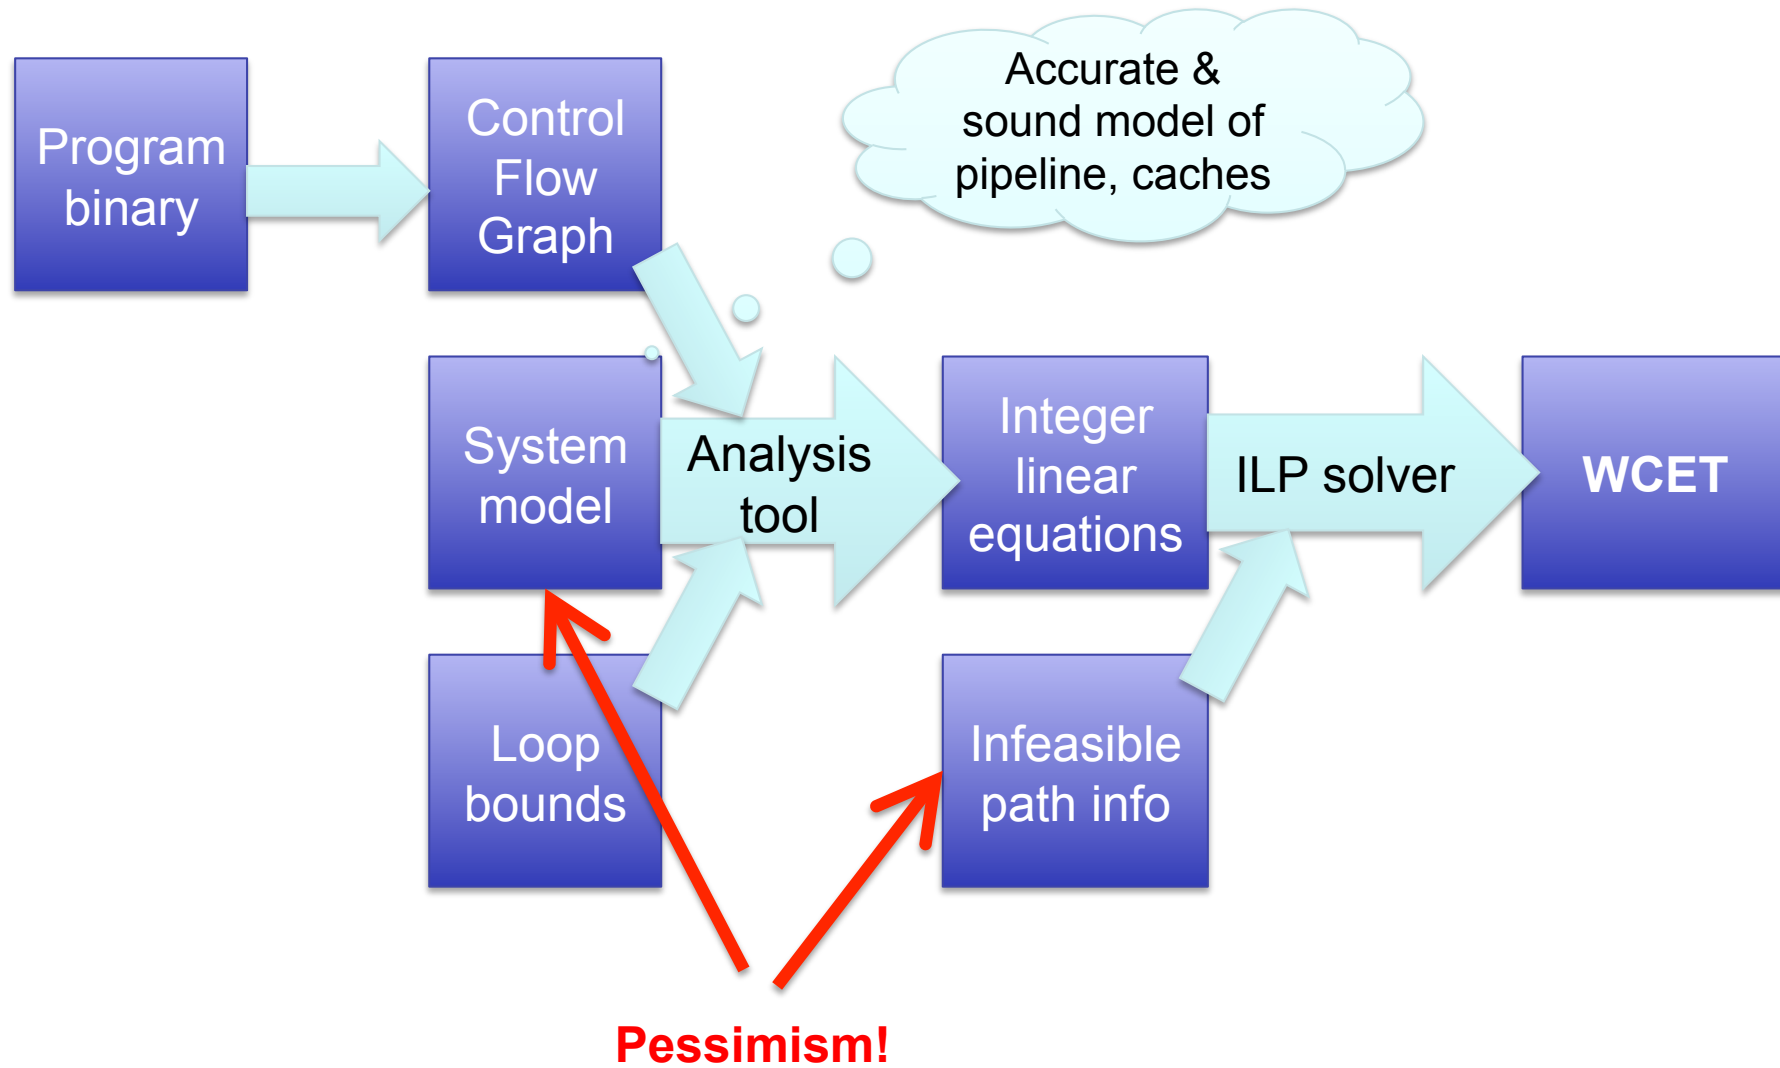 Program
binary
Control
Flow
Graph
Accurate &
sound model of
pipeline, caches
System
model
Analysis
tool
Integer
linear
equations
ILP solver
WCET
Loop
bounds
Infeasible
path info
Pessimism!